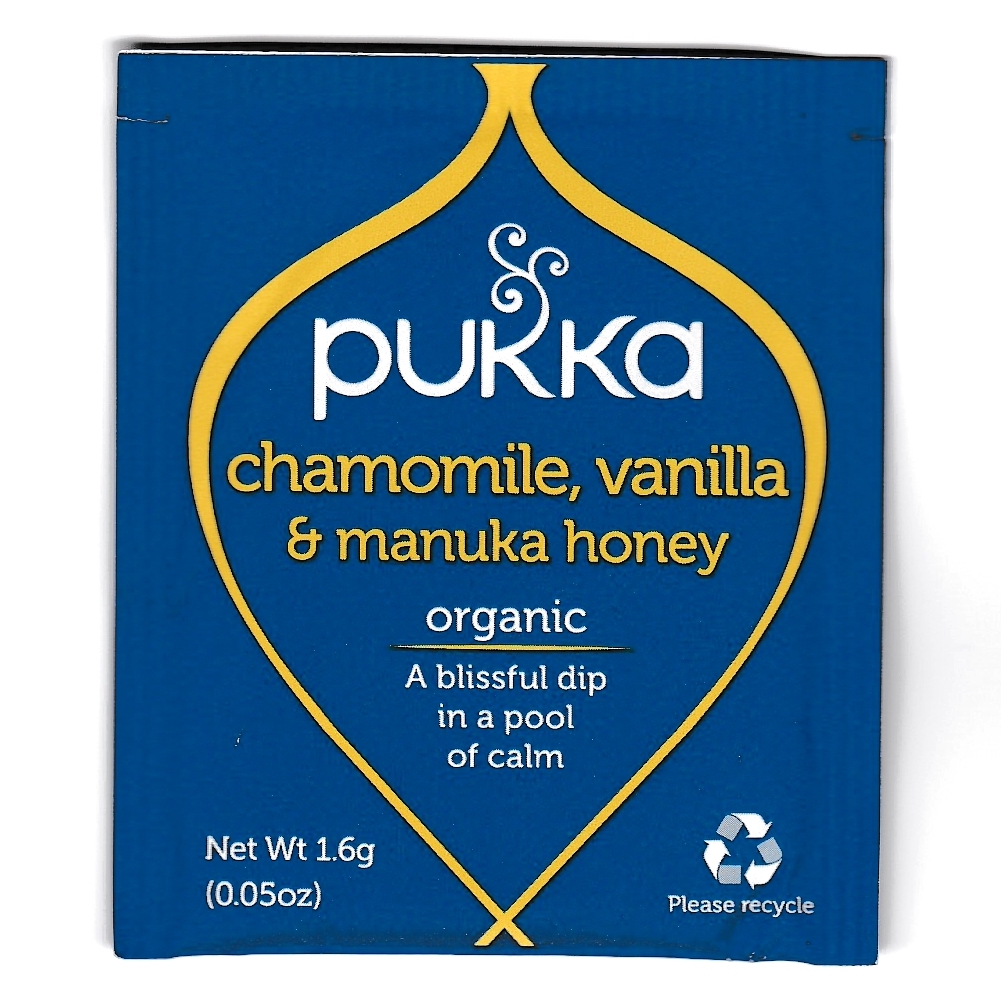 pukka
chamomile, vanilla
& manuka honey
organic
A blissful dip
in a pool
of calm
Net Wt 1.6g
(0.05oz)
Please recycle